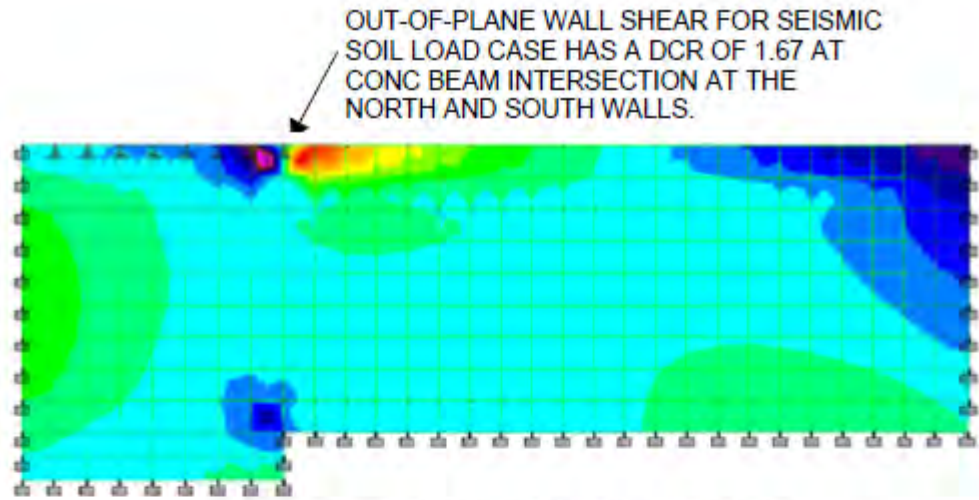 OUT-OF-PLANE WALL SHEAR FOR SEISMIC
SOIL LOAD CASE HAS A DCR OF 1.67 AT
CONC BEAM INTERSECTION AT THE
NORTH AND SOUTH WALLS.